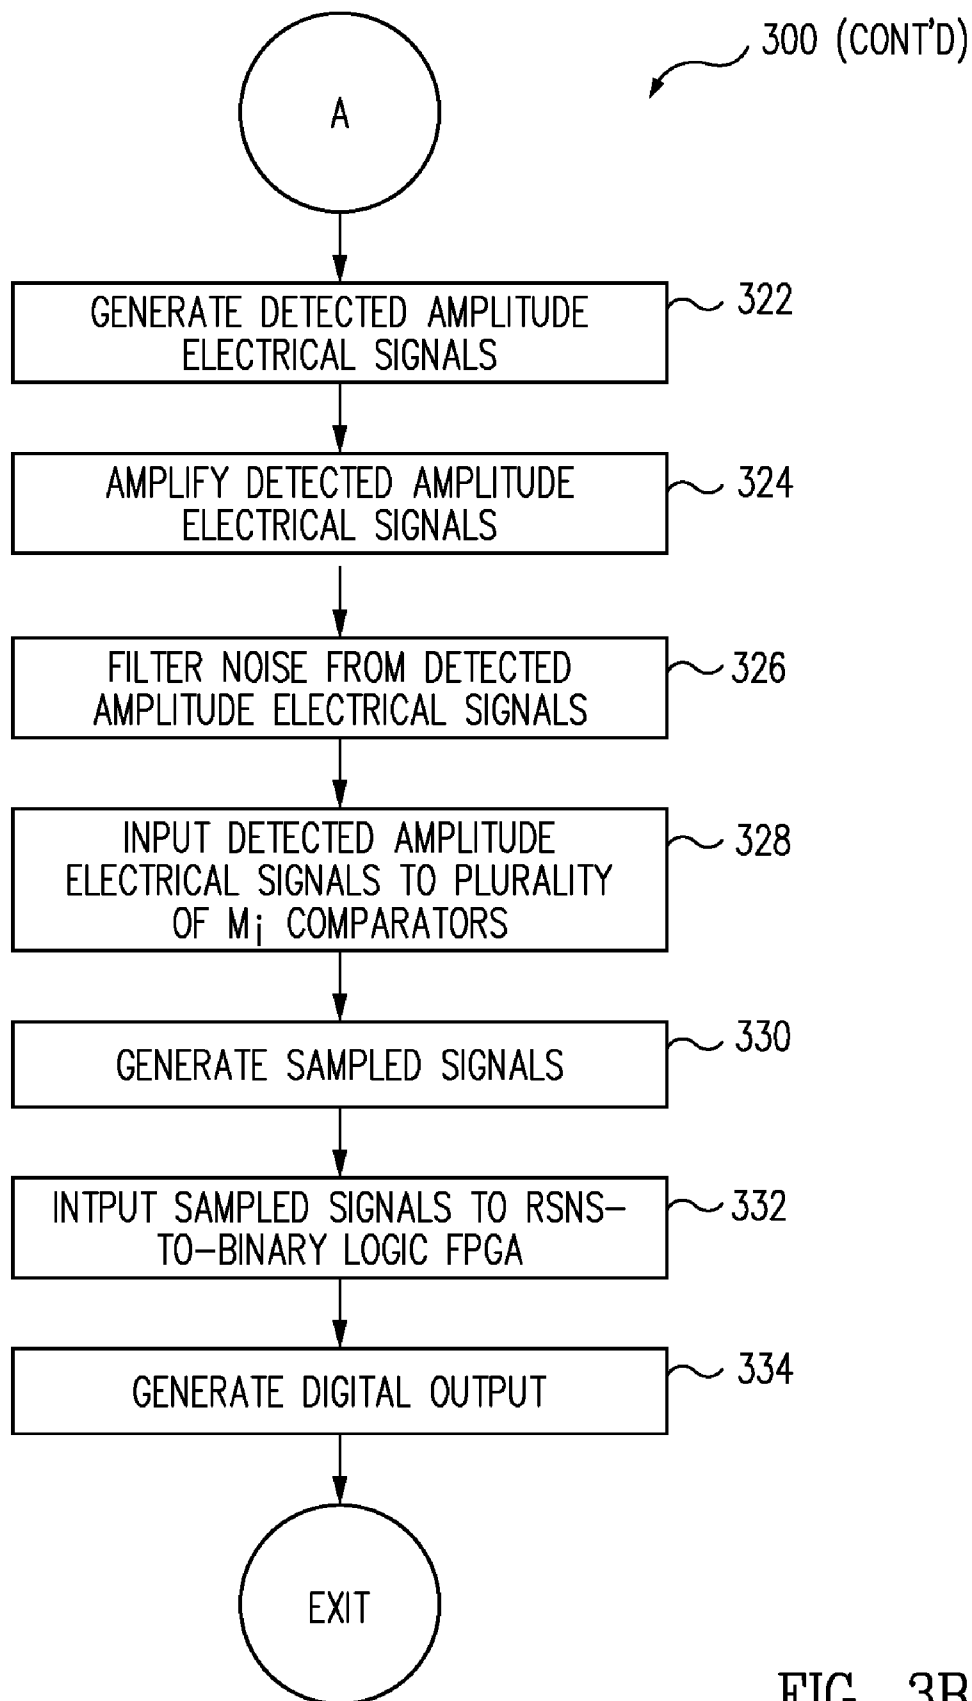 300 (CONT'D)
A
GENERATE DETECTED AMPLITUDE
ELECTRICAL SIGNALS
322
AMPLIFY DETECTED AMPLITUDE
ELECTRICAL SIGNALS
324
FILTER NOISE FROM DETECTED
AMPLITUDE ELECTRICAL SIGNALS
326
INPUT DETECTED AMPLITUDE
ELECTRICAL SIGNALS TO PLURALITY
OF Mi COMPARATORS
328
GENERATE SAMPLED SIGNALS
330
INTPUT SAMPLED SIGNALS TO RSNS-
TO-BINARY LOGIC FPGA
332
GENERATE DIGITAL OUTPUT
334
EXIT
FIG. 3B